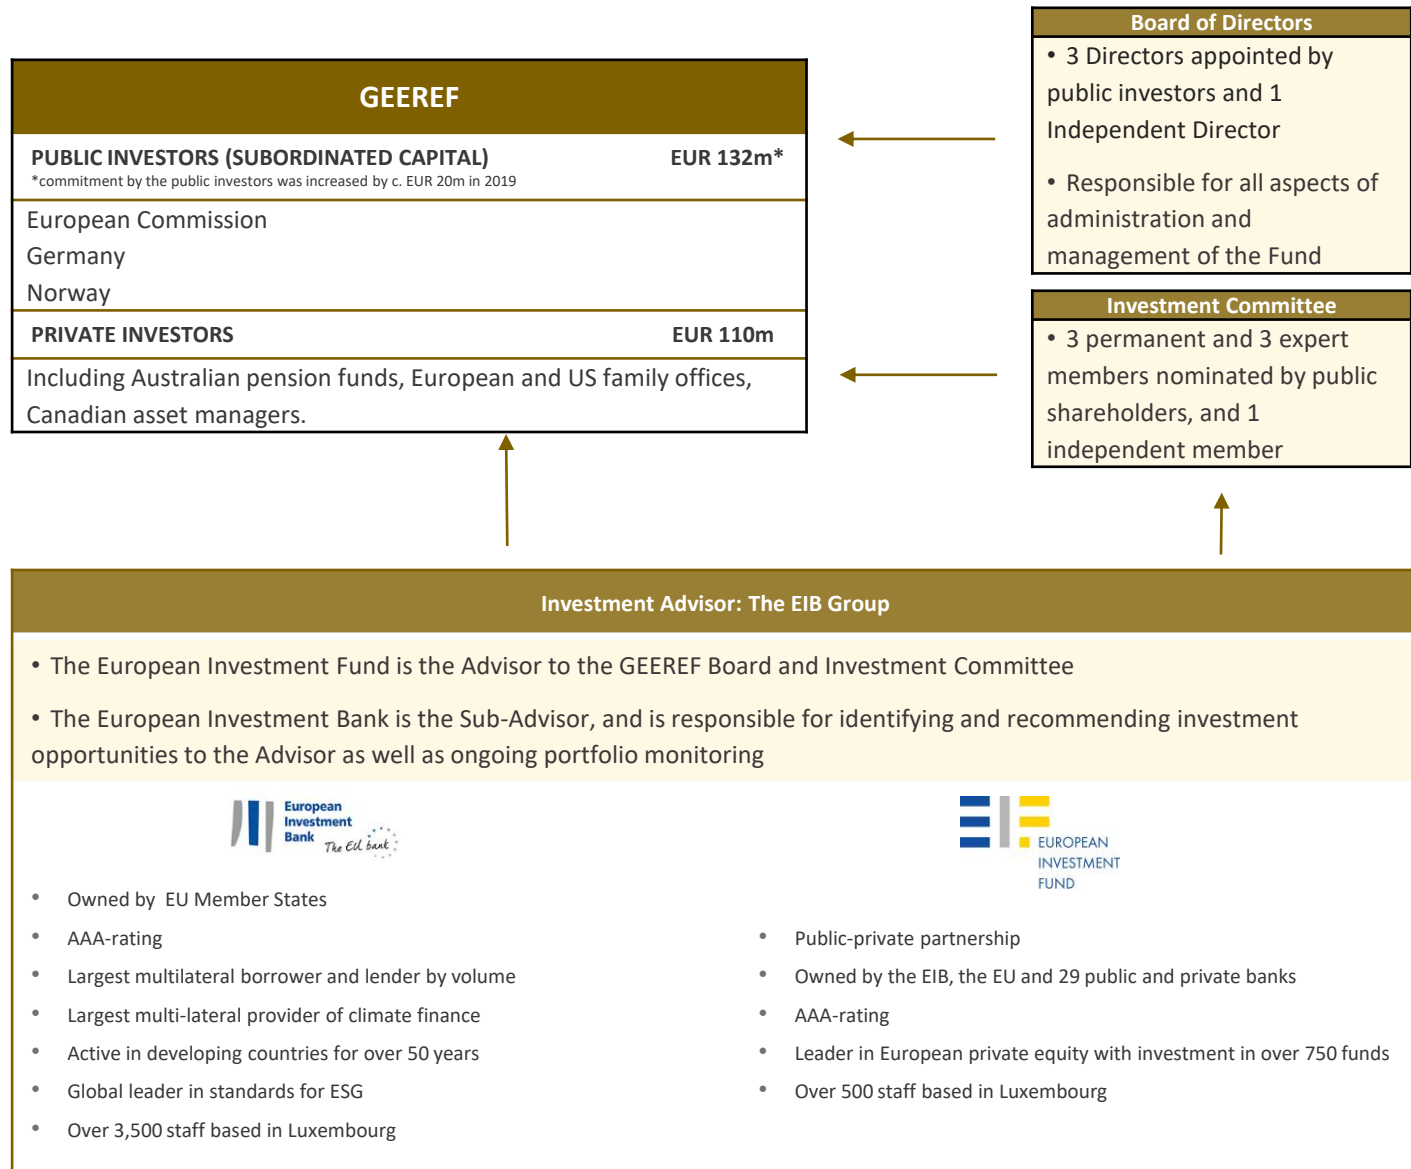 GEEREF
PUBLIC INVESTORS (SUBORDINATED CAPITAL) EUR 132m*
*commitment by the public investors was increased by c. EUR 20m in 2019
European Commission
Germany
Norway
PRIVATE INVESTORS EUR 110m
Including Australian pension funds, European and US family offices,
Canadian asset managers.
Board of Directors
• 3 Directors appointed by
public investors and 1
Independent Director
• Responsible for all aspects of
administration and
management of the Fund
Investment Committee
• 3 permanent and 3 expert
members nominated by public
shareholders, and 1
independent member
Investment Advisor: The EIB Group
• The European Investment Fund is the Advisor to the GEEREF Board and Investment Committee
• The European Investment Bank is the Sub-Advisor, and is responsible for identifying and recommending investment
opportunities to the Advisor as well as ongoing portfolio monitoring
European
Investment
Bank
The EU bank
• Owned by EU Member States
• AAA-rating
• Largest multilateral borrower and lender by volume
• Largest multi-lateral provider of climate finance
• Active in developing countries for over 50 years
• Global leader in standards for ESG
• Over 3,500 staff based in Luxembourg
EIF
EUROPEAN
INVESTMENT
FUND
• Public-private partnership
• Owned by the EIB, the EU and 29 public and private banks
• AAA-rating
• Leader in European private equity with investment in over 750 funds
• Over 500 staff based in Luxembourg